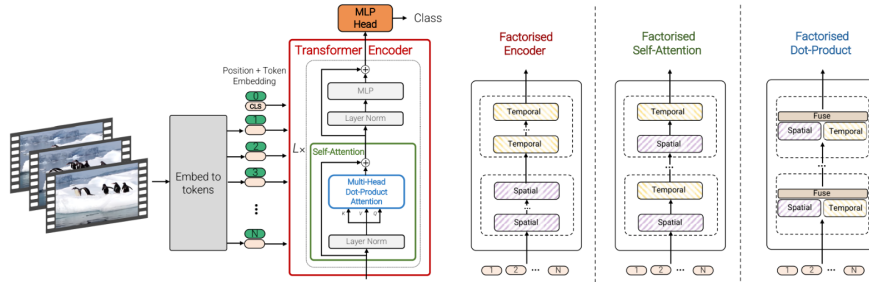 MLP
Head
Class
Transformer Encoder
Position + Token
Embedding
0
CLS
1
2
3
N
Embed to
tokens
L×
MLP
Layer Norm
Self-Attention
Multi-Head
Dot-Product
Attention
K V Q
Layer Norm
Factorised
Encoder
Temporal
...
Temporal
Spatial
...
Spatial
1 2 ... N
Factorised
Self-Attention
Temporal
Spatial
...
Temporal
Spatial
1 2 ... N
Factorised
Dot-Product
Fuse
Spatial Temporal
...
Fuse
Spatial Temporal
1 2 ... N